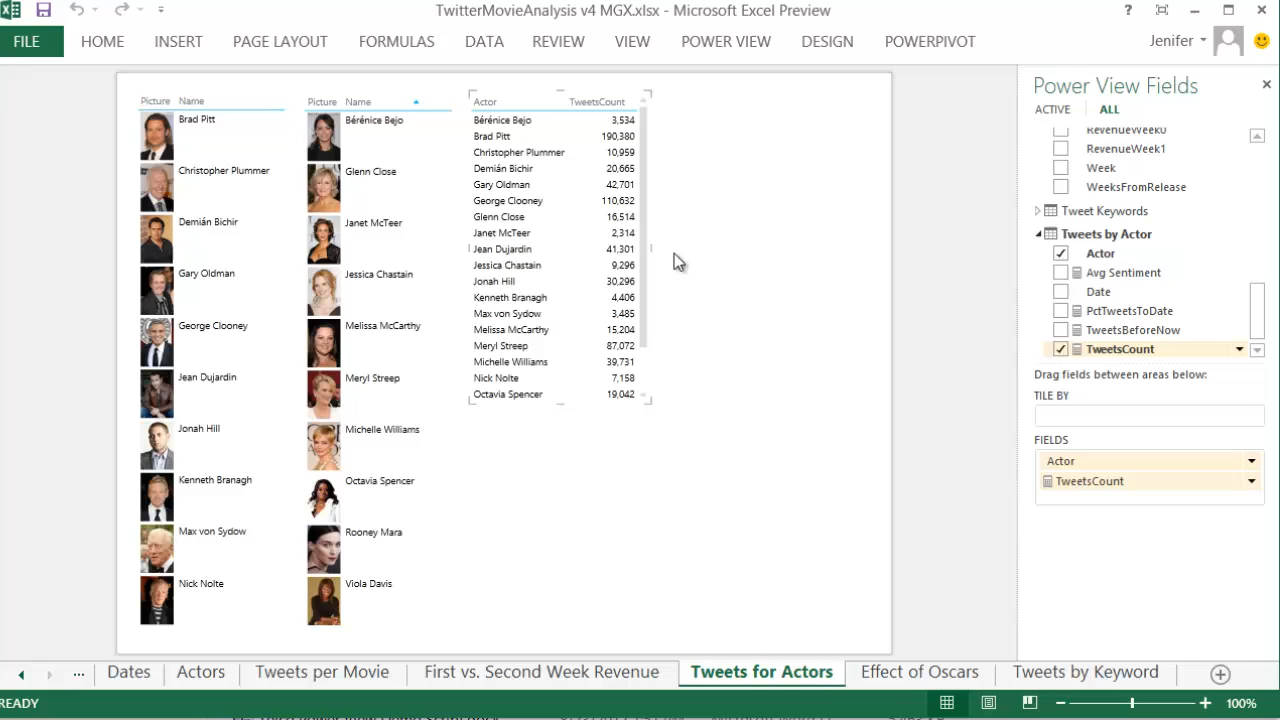 TwitterMovieAnalysis v4 MGX.xlsx - Microsoft Excel Preview
FILE HOME INSERT PAGE LAYOUT FORMULAS DATA REVIEW VIEW POWER VIEW DESIGN POWERPIVOT Jenifer
Picture Name
Brad Pitt
Christopher Plummer
Demián Bichir
Gary Oldman
George Clooney
Jean Dujardin
Jonah Hill
Kenneth Branagh
Max von Sydow
Nick Nolte
Picture Name
Bérénice Bejo
Glenn Close
Janet McTeer
Jessica Chastain
Melissa McCarthy
Meryl Streep
Michelle Williams
Octavia Spencer
Rooney Mara
Viola Davis
Actor TweetsCount
Bérénice Bejo 3,534
Brad Pitt 190,380
Christopher Plummer 10,959
Demián Bichir 20,665
Gary Oldman 42,701
George Clooney 110,632
Glenn Close 16,514
Janet McTeer 2,314
Jean Dujardin 41,301
Jessica Chastain 9,296
Jonah Hill 30,296
Kenneth Branagh 4,406
Max von Sydow 3,485
Melissa McCarthy 15,204
Meryl Streep 87,072
Michelle Williams 39,731
Nick Nolte 7,158
Octavia Spencer 19,042
Power View Fields
ACTIVE ALL
RevenueWeek0
RevenueWeek1
Week
WeeksFromRelease
Tweet Keywords
Tweets by Actor
Actor
Avg Sentiment
Date
PctTweetsToDate
TweetsBeforeNow
TweetsCount
Drag fields between areas below:
TILE BY
FIELDS
Actor
TweetsCount
... Dates Actors Tweets per Movie First vs. Second Week Revenue Tweets for Actors Effect of Oscars Tweets by Keyword
READY 100%